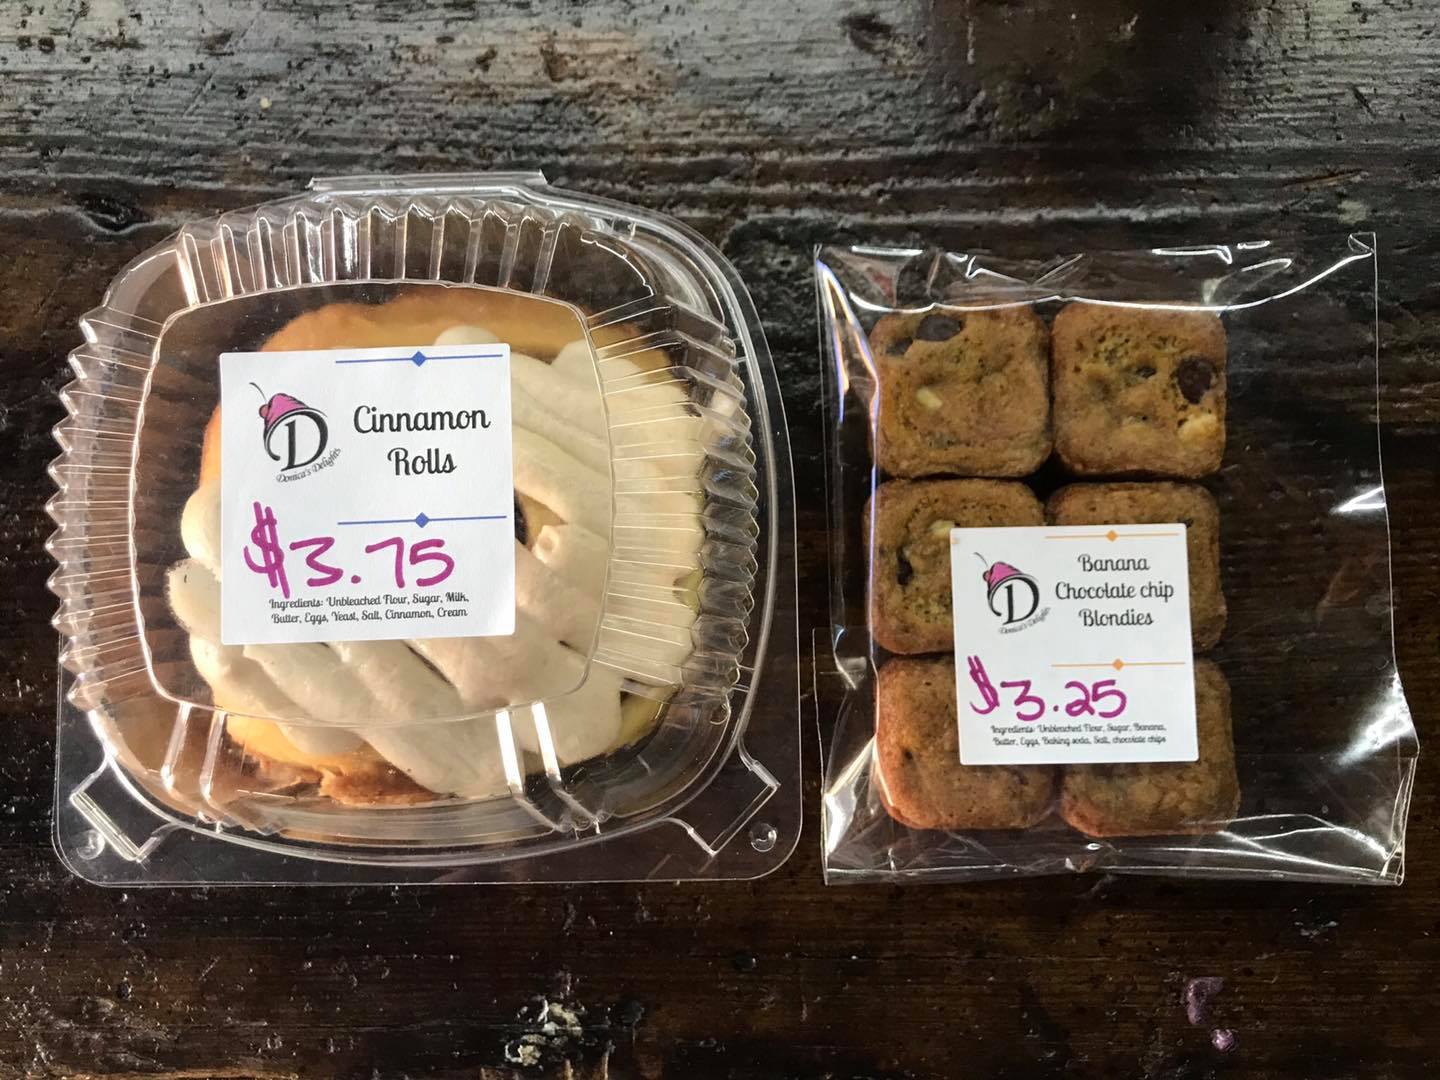 Cinnamon
Rolls
D
Donica's Delights
$3.75
Ingredients: Unbleached Flour, Sugar, Milk,
Butter, Eggs, Yeast, Salt, Cinnamon, Cream
Banana
Chocolate chip
Blondies
D
Donica's Delights
$3.25
Ingredients: Unbleached Flour, Sugar, Banana,
Butter, Eggs, Baking soda, Salt, chocolate chips